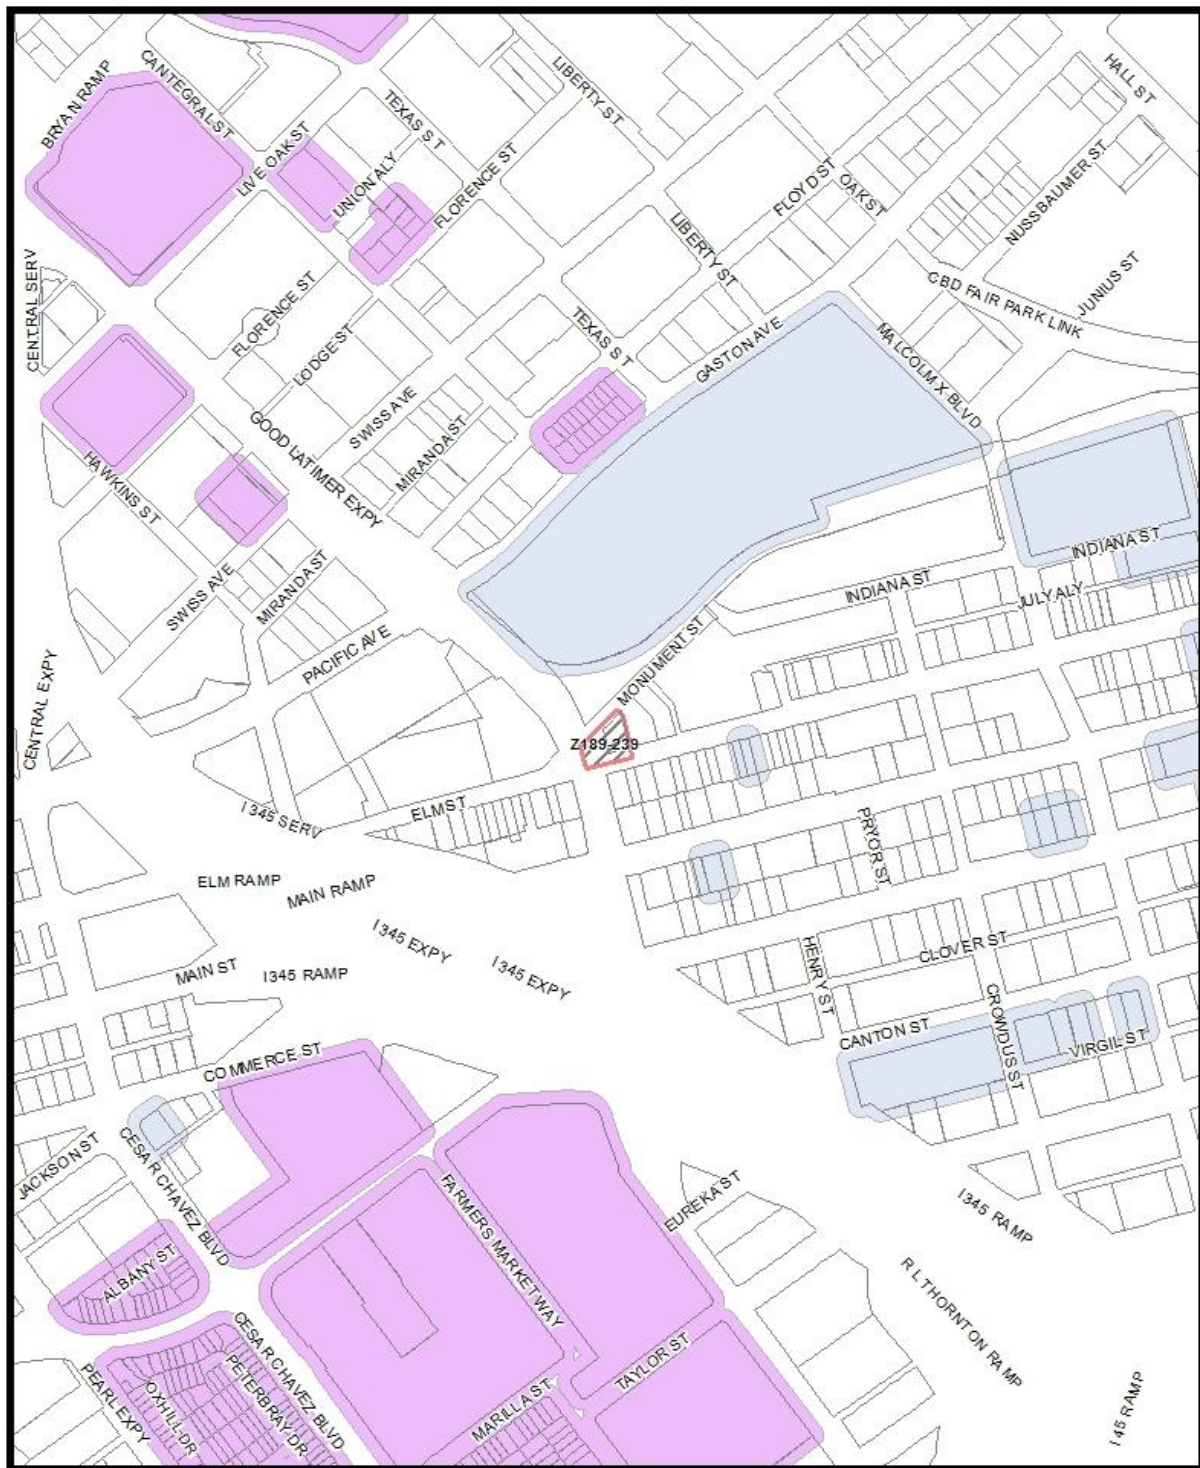 LIBERTY ST
HALL ST
CANTEGRAL ST
BRYAN RAMP
TEXAS ST
LIVE OAK ST
UNION ALY
FLORENCE ST
FLOYD ST
OAK ST
NUSSBAUMER ST
LIBERTY ST
CENTRAL SERV
CBD FAIR PARK LINK
JUNIUS ST
FLORENCE ST
LODGE ST
TEXAS ST
GASTON AVE
MALCOLM X BLVD
SWISS AVE
GOOD LATIMER EXPY
MIRANDA ST
HAWKINS ST
INDIANA ST
SWISS AVE
MIRANDA ST
INDIANA ST
JULY ALY
PACIFIC AVE
MONUMENT ST
CENTRAL EXPY
Z189-239
I 345 SERV
ELM ST
PRYOR ST
ELM RAMP
MAIN RAMP
I 345 EXPY
I 345 EXPY
CLOVER ST
MAIN ST
I345 RAMP
HENRY ST
CROWDUS ST
CANTON ST
VIRGIL ST
COMMERCE ST
JACKSON ST
CESAR CHAVEZ BLVD
FARMERS MARKET WAY
EUREKA ST
I345 RAMP
ALBANY ST
R L THORNTON RAMP
CESAR CHAVEZ BLVD
TAYLOR ST
PEARL EXPY
OXHILL DR
PETERBRAY DR
MARILLA ST
I 45 RAMP